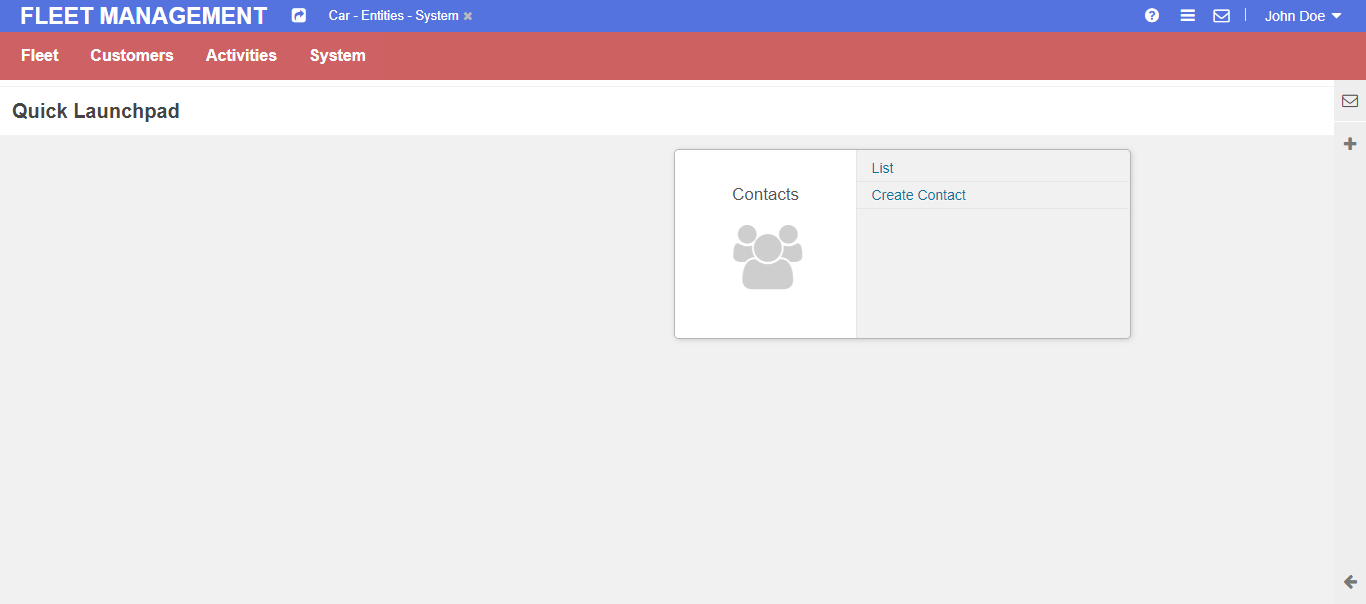 FLEET MANAGEMENT Car - Entities - System John Doe
Fleet Customers Activities System
Quick Launchpad
Contacts
List
Create Contact